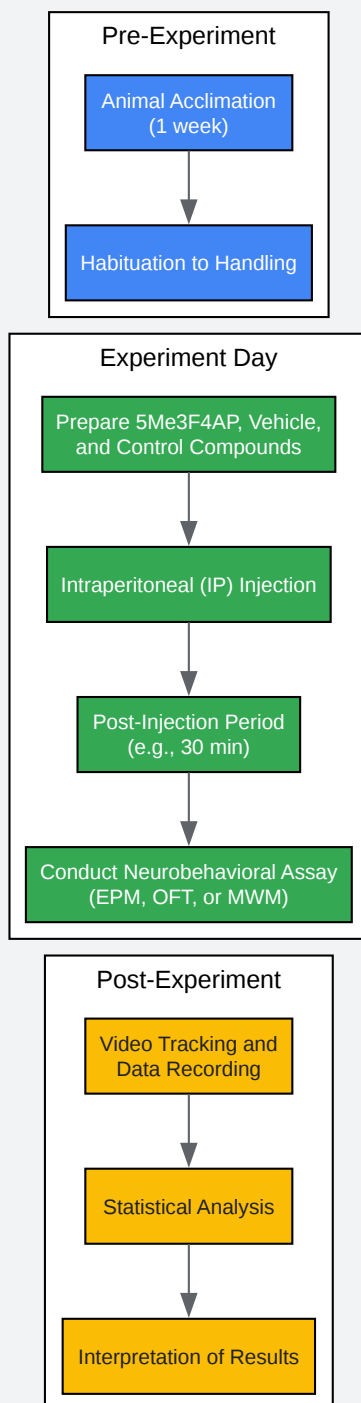 Pre-Experiment
Animal Acclimation
(1 week)
Habituation to Handling
Experiment Day
Prepare 5Me3F4AP, Vehicle,
and Control Compounds
Intraperitoneal (IP) Injection
Post-Injection Period
(e.g., 30 min)
Conduct Neurobehavioral Assay
(EPM, OFT, or MWM)
Post-Experiment
Video Tracking and
Data Recording
Statistical Analysis
Interpretation of Results